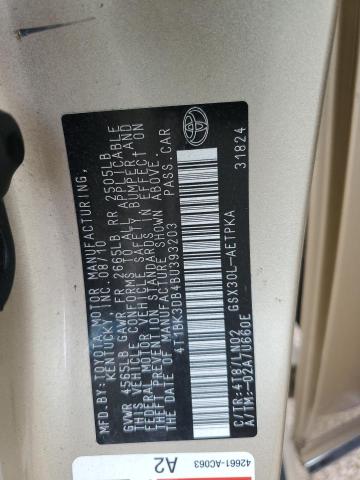 MFD. BY: TOYOTA MOTOR MANUFACTURING,
KENTUCKY, INC. 08/10
GVWR 4565LB GAWR FR 2665LB RR 2505LB
THIS VEHICLE CONFORMS TO ALL APPLICABLE
FEDERAL MOTOR VEHICLE SAFETY, BUMPER AND
THEFT PREVENTION STANDARDS IN EFFECT ON
THE DATE OF MANUFACTURE SHOWN ABOVE.
4T1BK3DB4BU393203 PASS.CAR
C/TR:4T8/LN02 GSX30L-AETPKA
A/TM:-02A/U660E 31824
42661-AC063
A2